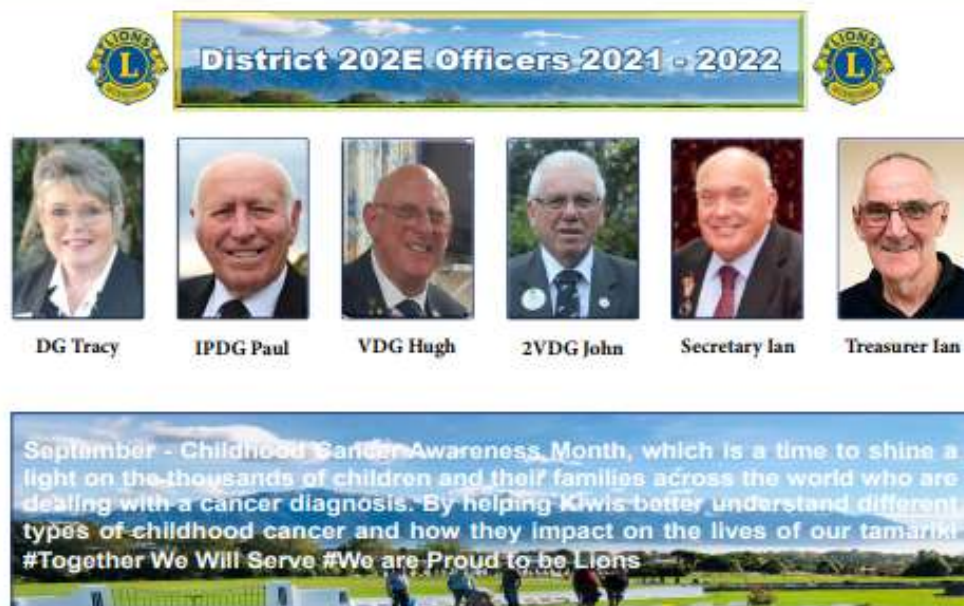 LIONS
L
INTERNATIONAL
District 202E Officers 2021 - 2022
LIONS
L
INTERNATIONAL
DG Tracy
IPDG Paul
VDG Hugh
2VDG John
Secretary Ian
Treasurer Ian
September - Childhood Cancer Awareness Month, which is a time to shine a
light on the thousands of children and their families across the world who are
dealing with a cancer diagnosis. By helping Kiwis better understand different
types of childhood cancer and how they impact on the lives of our tamariki
#Together We Will Serve #We are Proud to be Lions